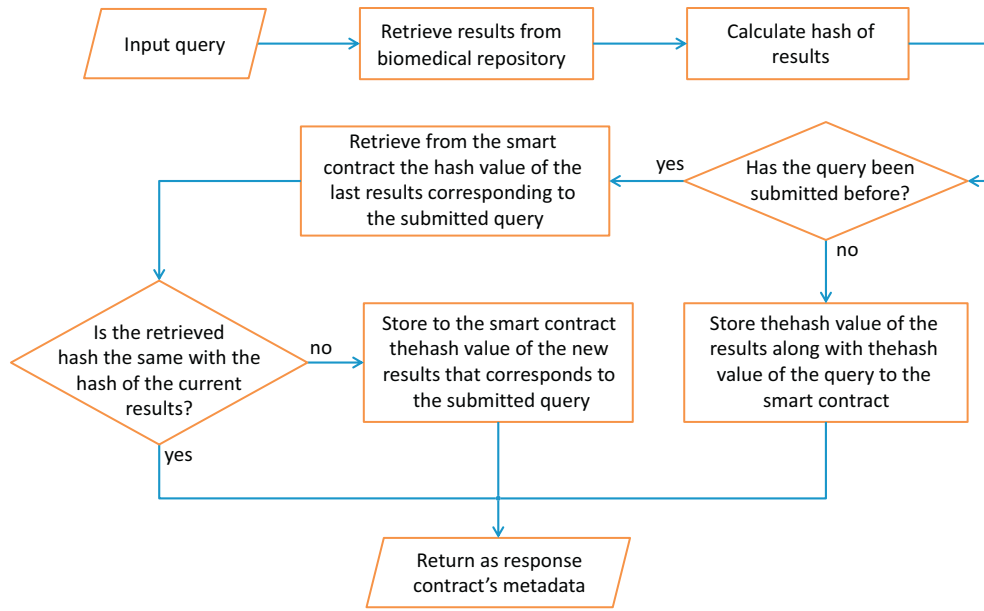 Input query
Retrieve results from
biomedical repository
Calculate hash of
results
Retrieve from the smart
contract the hash value of the
last results corresponding to
the submitted query
yes
Has the query been
submitted before?
no
Is the retrieved
hash the same with the
hash of the current
results?
no
yes
Store to the smart contract
thehash value of the new
results that corresponds to
the submitted query
Store thehash value of the
results along with thehash
value of the query to the
smart contract
Return as response
contract’s metadata